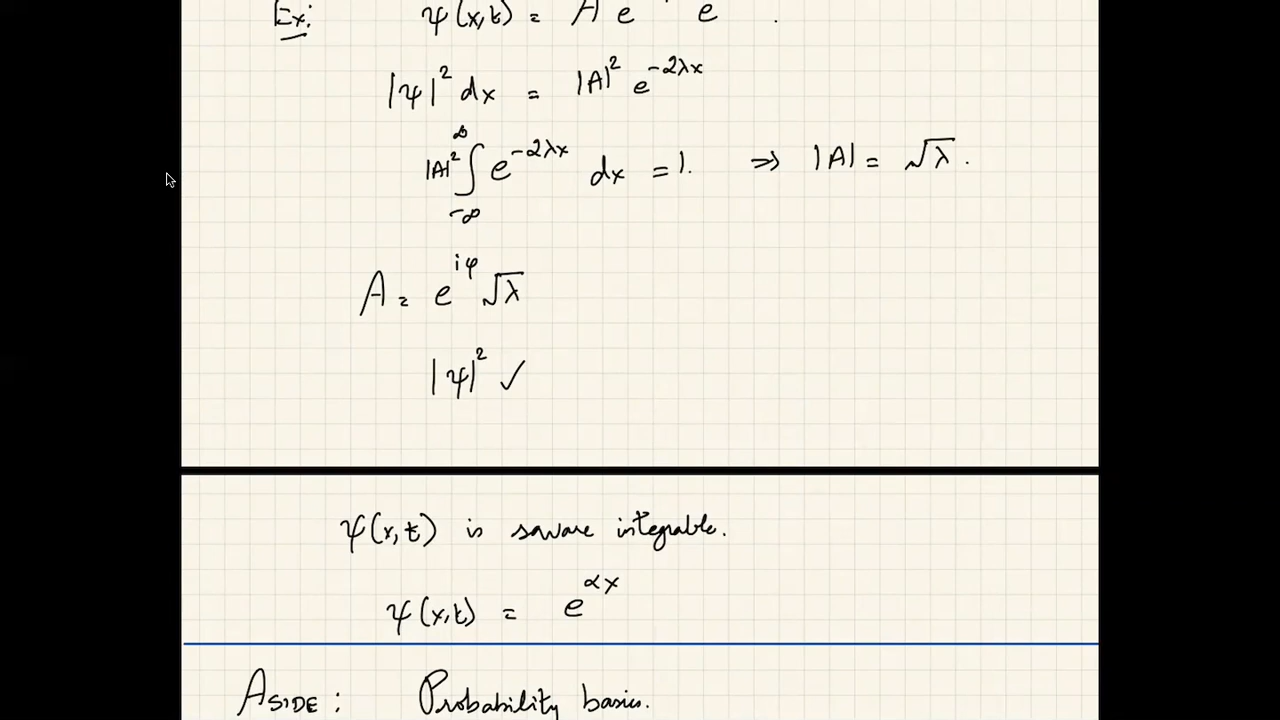 Ex: ψ(x,t) = A e e .
|ψ|² dx = |A|² e^{-2λx}
|A|² ∫_{-∞}^{∞} e^{-2λx} dx = 1. ⇒ |A| = √λ.
A = e^{iφ} √λ
|ψ|² ✓
ψ(x,t) is square integrable.
ψ(x,t) = e^{αx}
ASIDE: Probability basics.